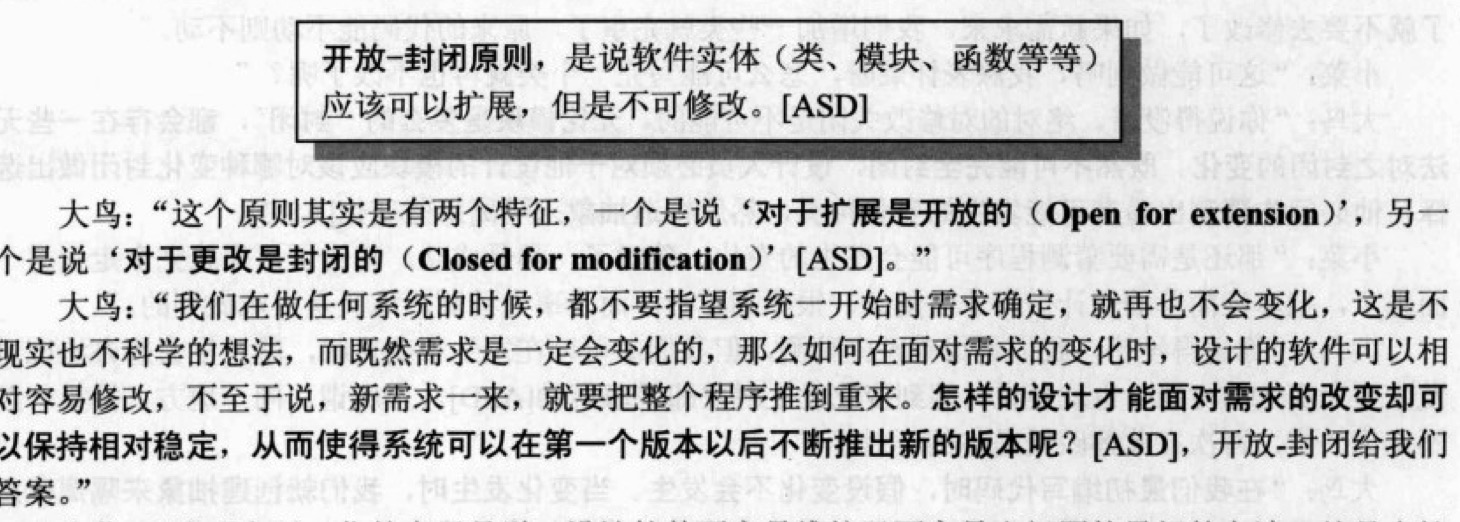 开放-封闭原则，是说软件实体（类、模块、函数等等）
应该可以扩展，但是不可修改。[ASD]
大鸟：“这个原则其实是有两个特征，一个是说‘对于扩展是开放的（Open for extension）’，另一
个是说‘对于更改是封闭的（Closed for modification）’[ASD]。”
大鸟：“我们在做任何系统的时候，都不要指望系统一开始时需求确定，就再也不会变化，这是不
现实也不科学的想法，而既然需求是一定会变化的，那么如何在面对需求的变化时，设计的软件可以相
对容易修改，不至于说，新需求一来，就要把整个程序推倒重来。怎样的设计才能面对需求的改变却可
以保持相对稳定，从而使得系统可以在第一个版本以后不断推出新的版本呢？[ASD]，开放-封闭给我们
答案。”